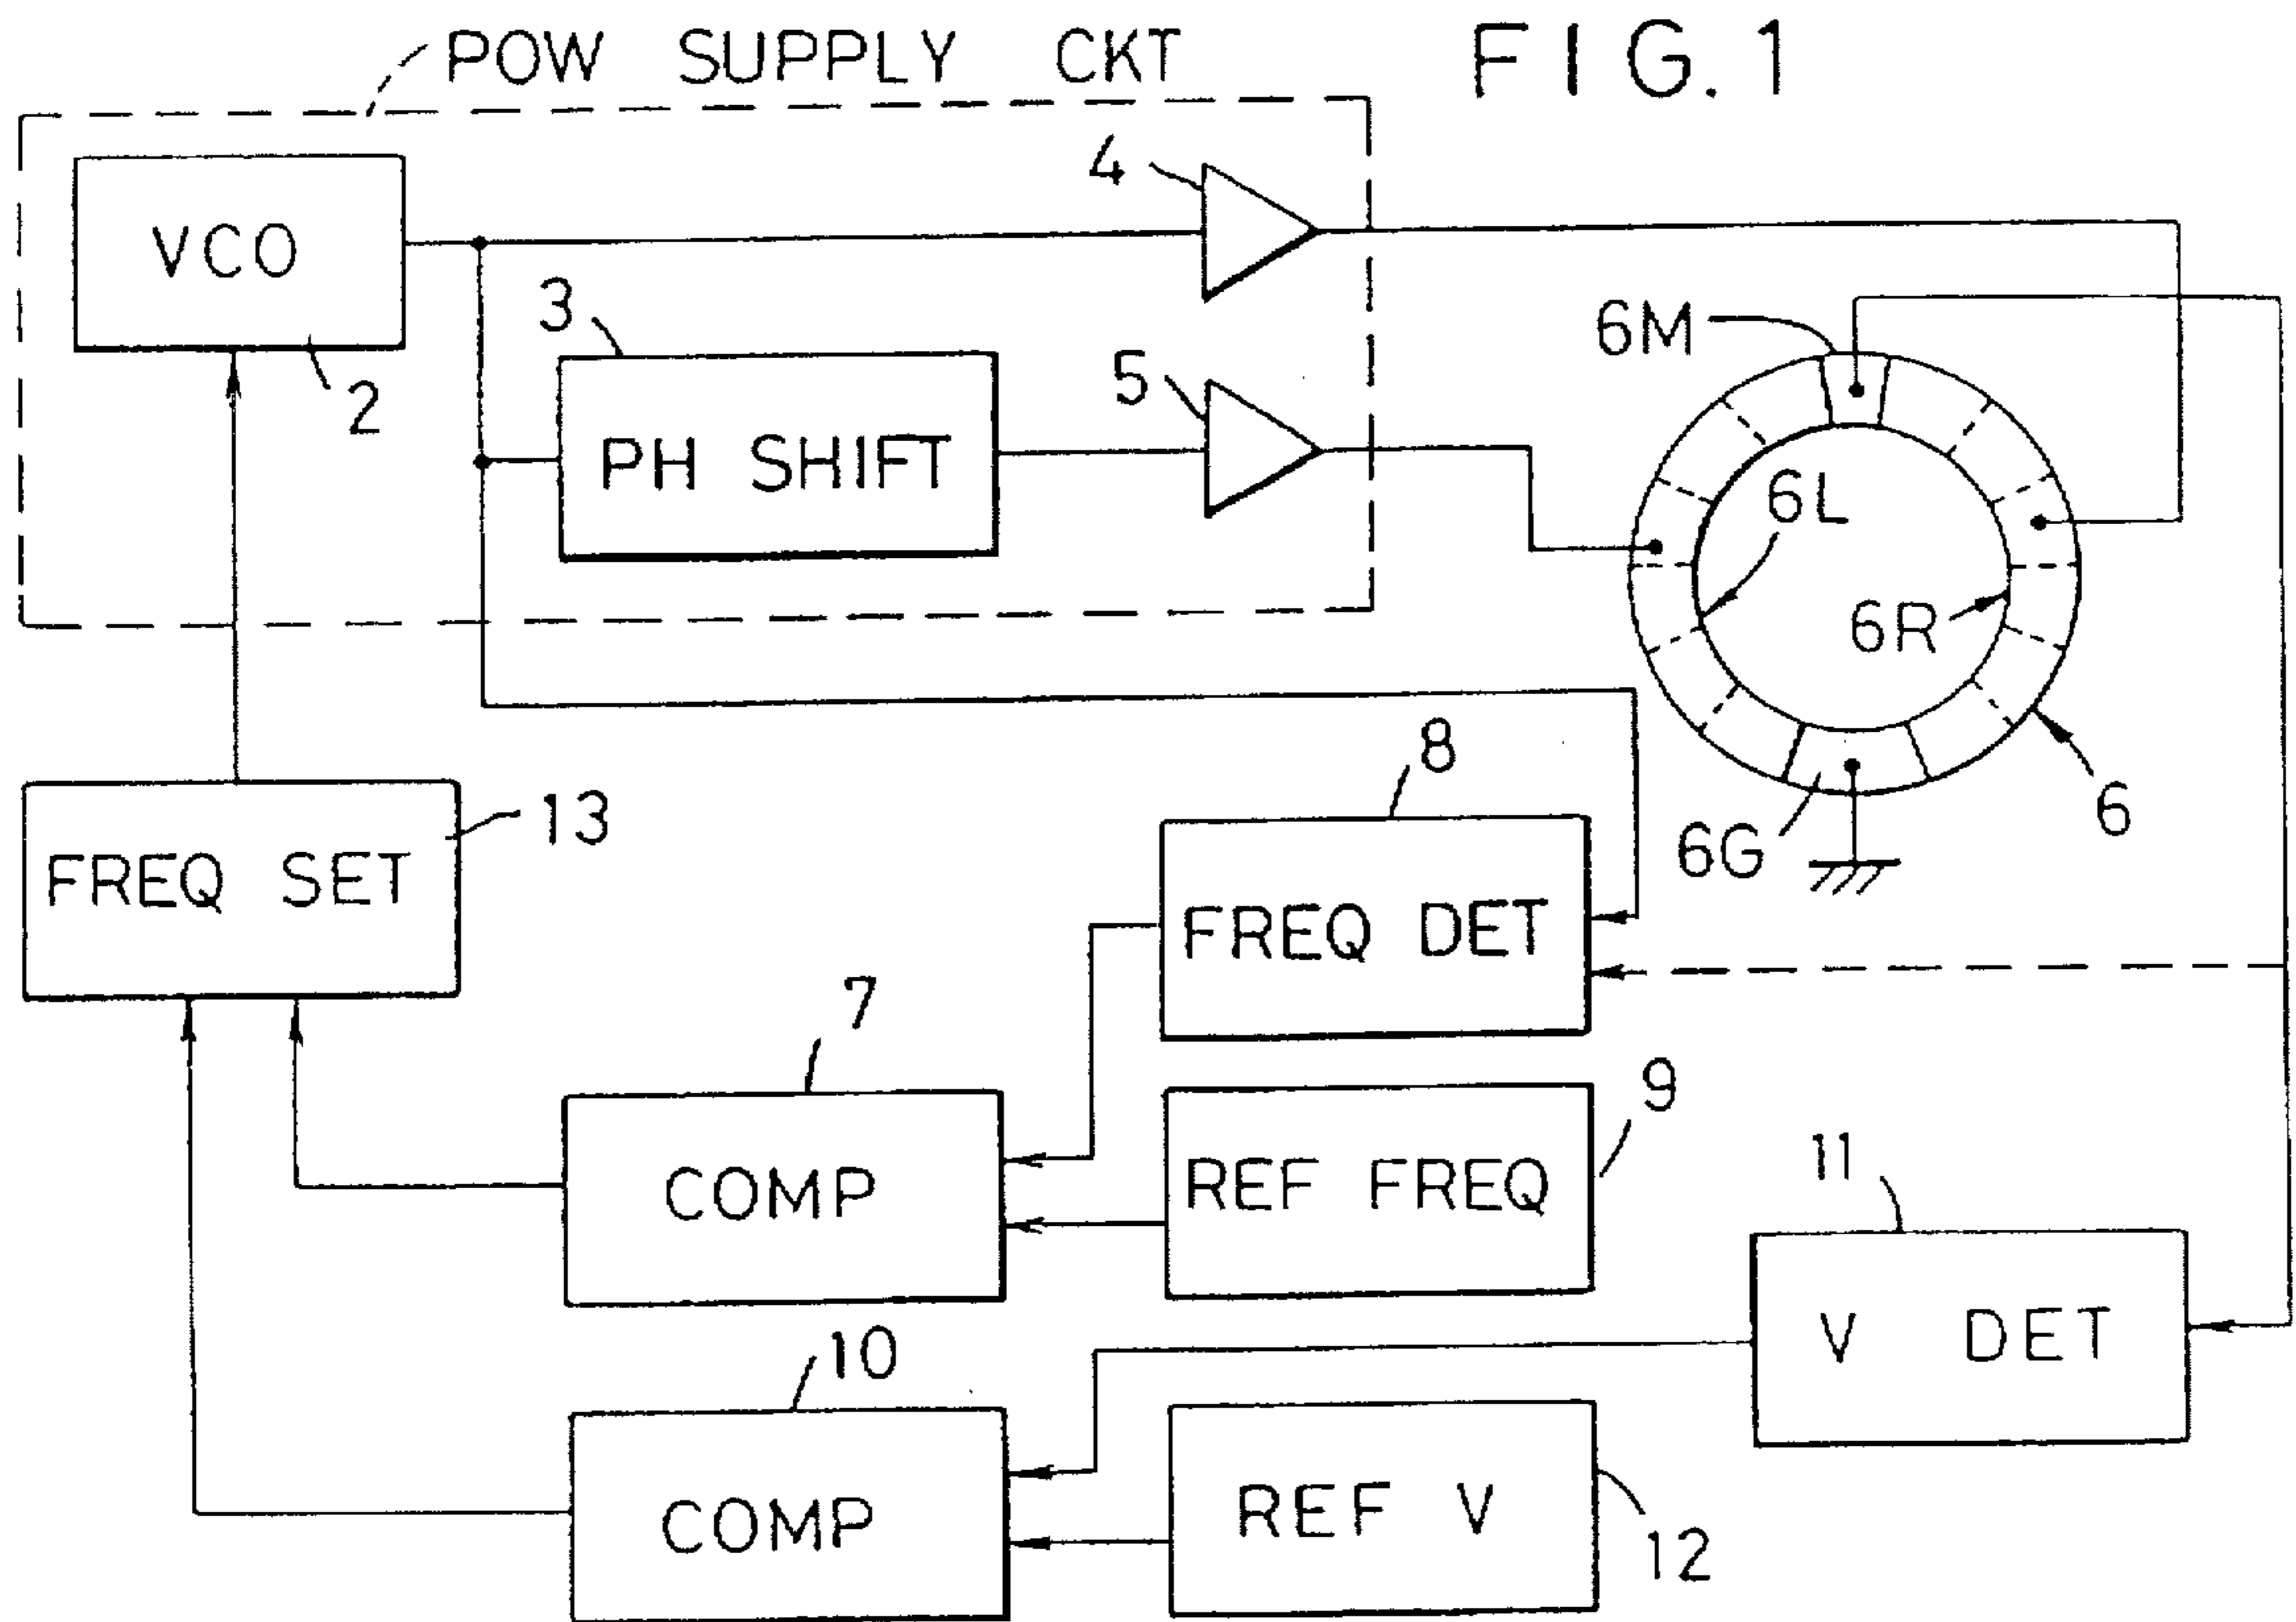 POW SUPPLY CKT
FIG. 1
VCO
2
3
PH SHIFT
4
5
6M
6L
6R
6
6G
13
FREQ SET
8
FREQ DET
7
COMP
9
REF FREQ
11
V DET
10
COMP
REF V
12